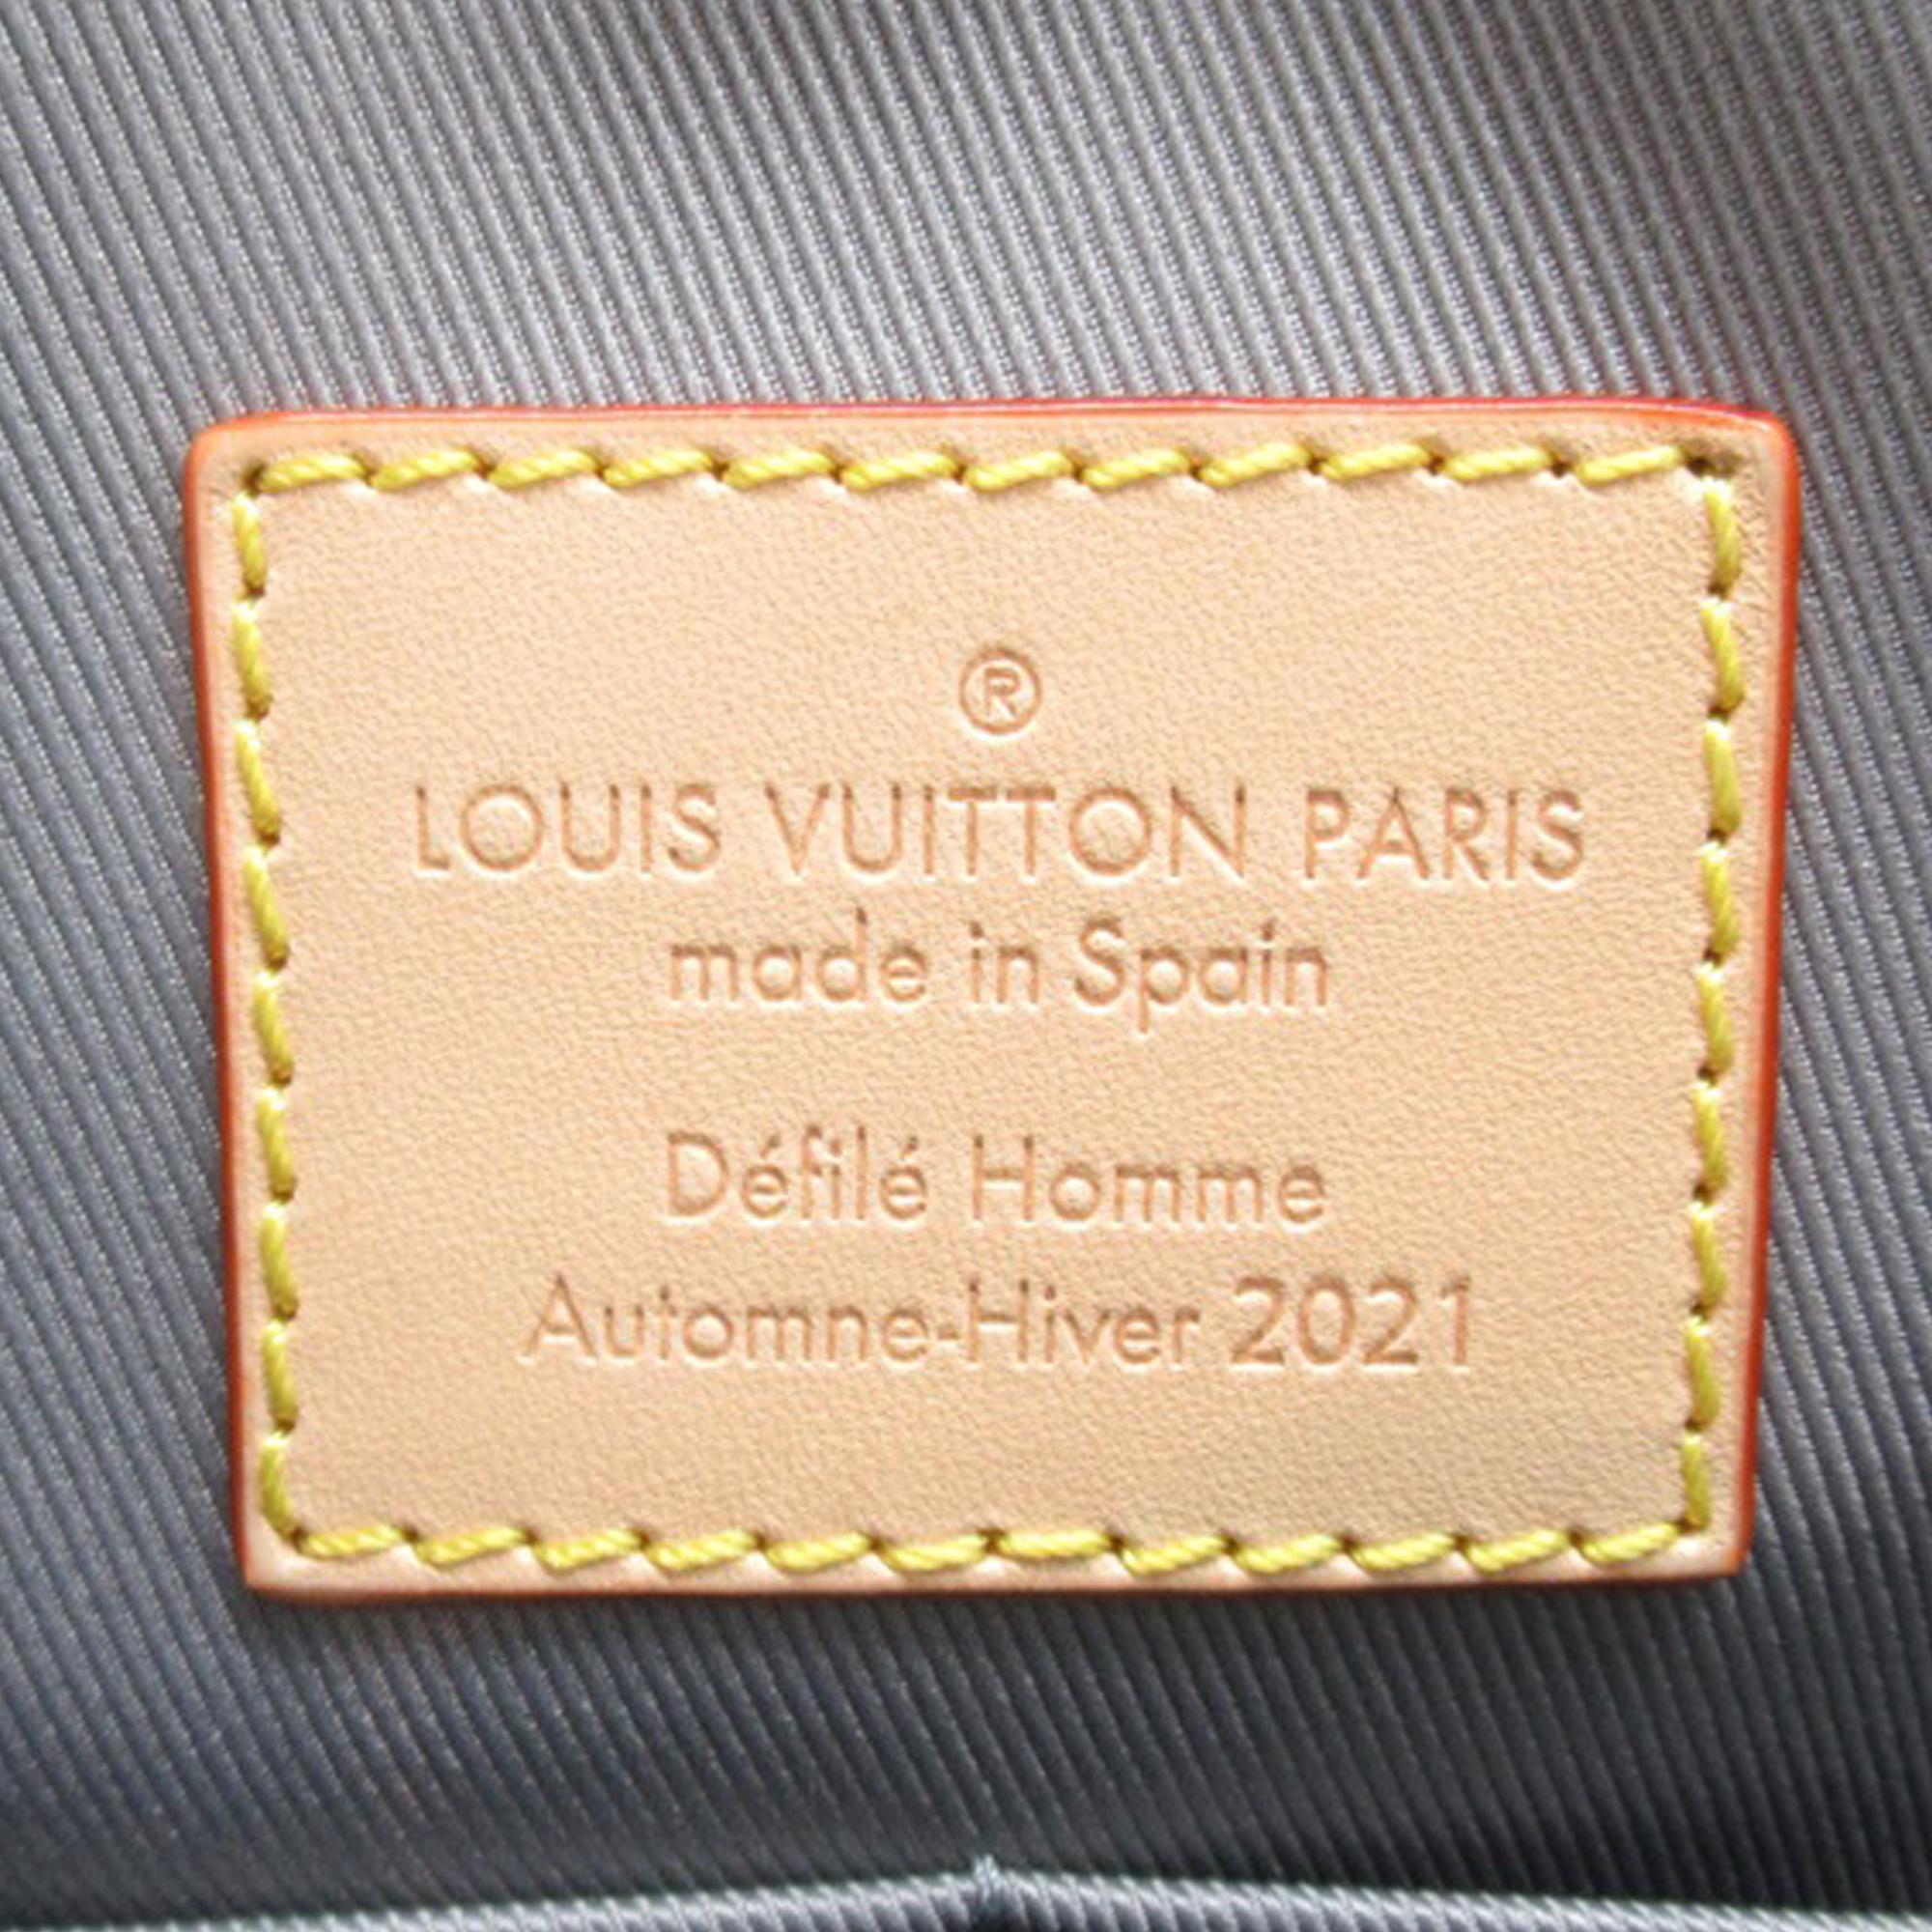 ®
LOUIS VUITTON PARIS
made in Spain
Défilé Homme
Automne-Hiver 2021